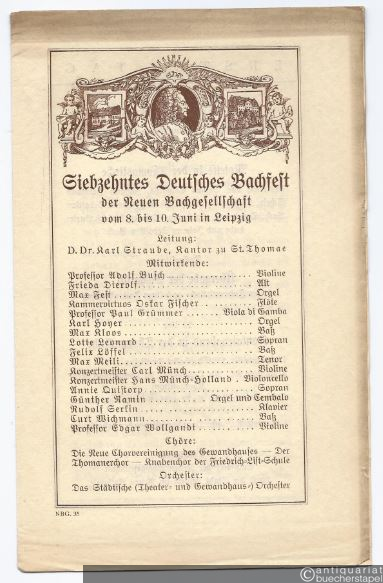 Siebzehntes Deutsches Bachfest
der Neuen Bachgesellschaft
vom 8. bis 10. Juni in Leipzig
Leitung:
D. Dr. Karl Straube, Kantor zu St. Thomae
Mitwirkende:
Professor Adolf Busch . . . . . . . . . . Violine
Frieda Dierolf . . . . . . . . . . Alt
Max Fest . . . . . . . . . . Orgel
Kammervirtuos Oskar Fischer . . . . . . . . . . Flöte
Professor Paul Grümmer . . . . . . . . . . Viola di Gamba
Karl Hoyer . . . . . . . . . . Orgel
Max Kloos . . . . . . . . . . Baß
Lotte Leonard . . . . . . . . . . Sopran
Felix Löffel . . . . . . . . . . Baß
Max Meili . . . . . . . . . . Tenor
Konzertmeister Carl Münch . . . . . . . . . . Violine
Konzertmeister Hans Münch-Holland . . Violoncello
Annie Quistorp . . . . . . . . . . Sopran
Günther Ramin . . . . . . . . . . Orgel und Cembalo
Rudolf Serkin . . . . . . . . . . Klavier
Curt Wichmann . . . . . . . . . . Baß
Professor Edgar Wollgandt . . . . . . . . . . Violine
Chöre:
Die Neue Chorvereinigung des Gewandhauses — Der
Thomanerchor — Knabenchor der Friedrich-List-Schule
Orchester:
Das Städtische (Theater- und Gewandhaus-) Orchester
NBG. 35
antiquariat
buecherstapel